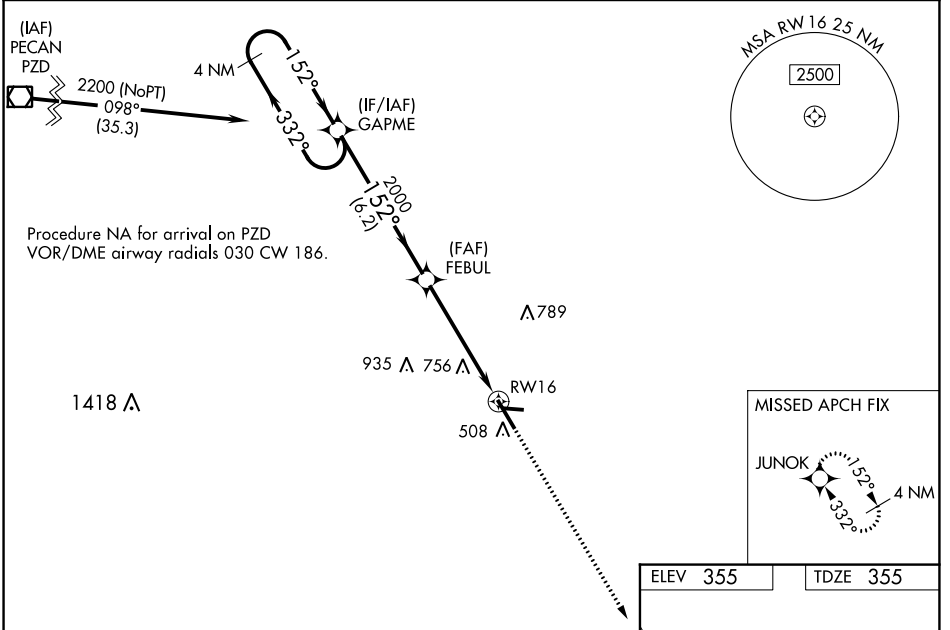 (IAF)
PECAN
PZD
2200 (NoPT)
098°
(35.3)
4 NM
152°
332°
(IF/IAF)
GAPME
2000
152°
(6.2)
Procedure NA for arrival on PZD
VOR/DME airway radials 030 CW 186.
(FAF)
FEBUL
MSA RW 16 25 NM
2500
789
935
756
RW16
1418
508
MISSED APCH FIX
JUNOK
152°
4 NM
332°
ELEV 355
TDZE 355